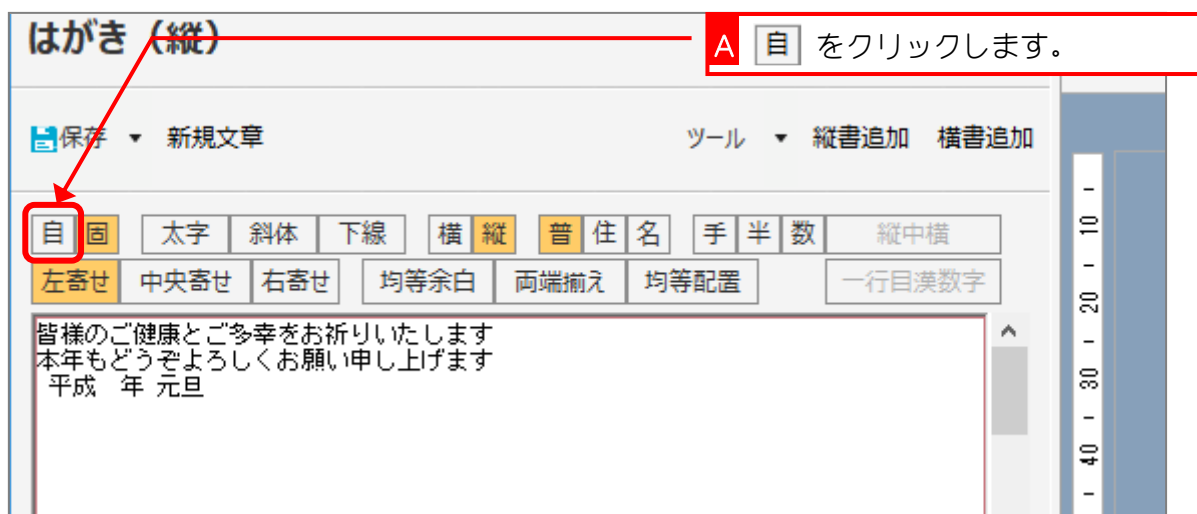 はがき（縦）
A 自 をクリックします。
保存 ▼ 新規文章 ツール ▼ 縦書追加 横書追加
自 固 太字 斜体 下線 横 縦 普 住 名 手 半 数 縦中横
左寄せ 中央寄せ 右寄せ 均等余白 両端揃え 均等配置 一行目漢数字
皆様のご健康とご多幸をお祈りいたします
本年もどうぞよろしくお願い申し上げます
平成　年 元旦
10
20
30
40